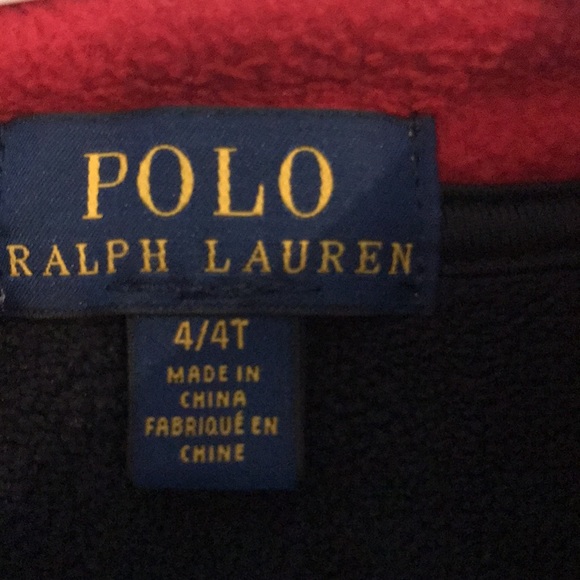 POLO
RALPH LAUREN
4/4T
MADE IN
CHINA
FABRIQUÉ EN
CHINE